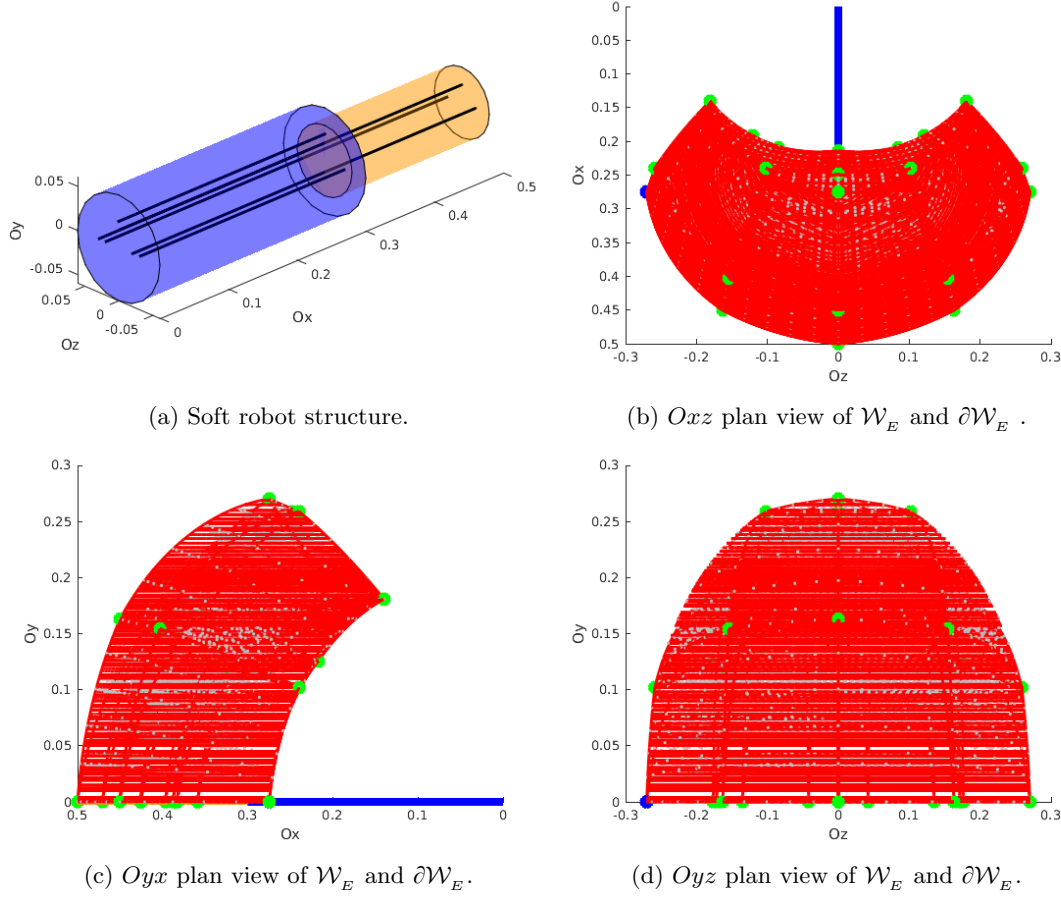 0.05
0
-0.05
Oy
0.05
0
-0.05
Oz
0
0.1
0.2
0.3
0.4
0.5
Ox
(a) Soft robot structure.
0
0.05
0.1
0.15
0.2
0.25
0.3
0.35
0.4
0.45
0.5
Ox
-0.3 -0.2 -0.1 0 0.1 0.2 0.3
Oz
(b) Oxz plan view of W_E and ∂W_E .
0.3
0.25
0.2
0.15
0.1
0.05
0
Oy
0.5 0.4 0.3 0.2 0.1 0
Ox
(c) Oyx plan view of W_E and ∂W_E.
0.3
0.25
0.2
0.15
0.1
0.05
0
Oy
-0.3 -0.2 -0.1 0 0.1 0.2 0.3
Oz
(d) Oyz plan view of W_E and ∂W_E.